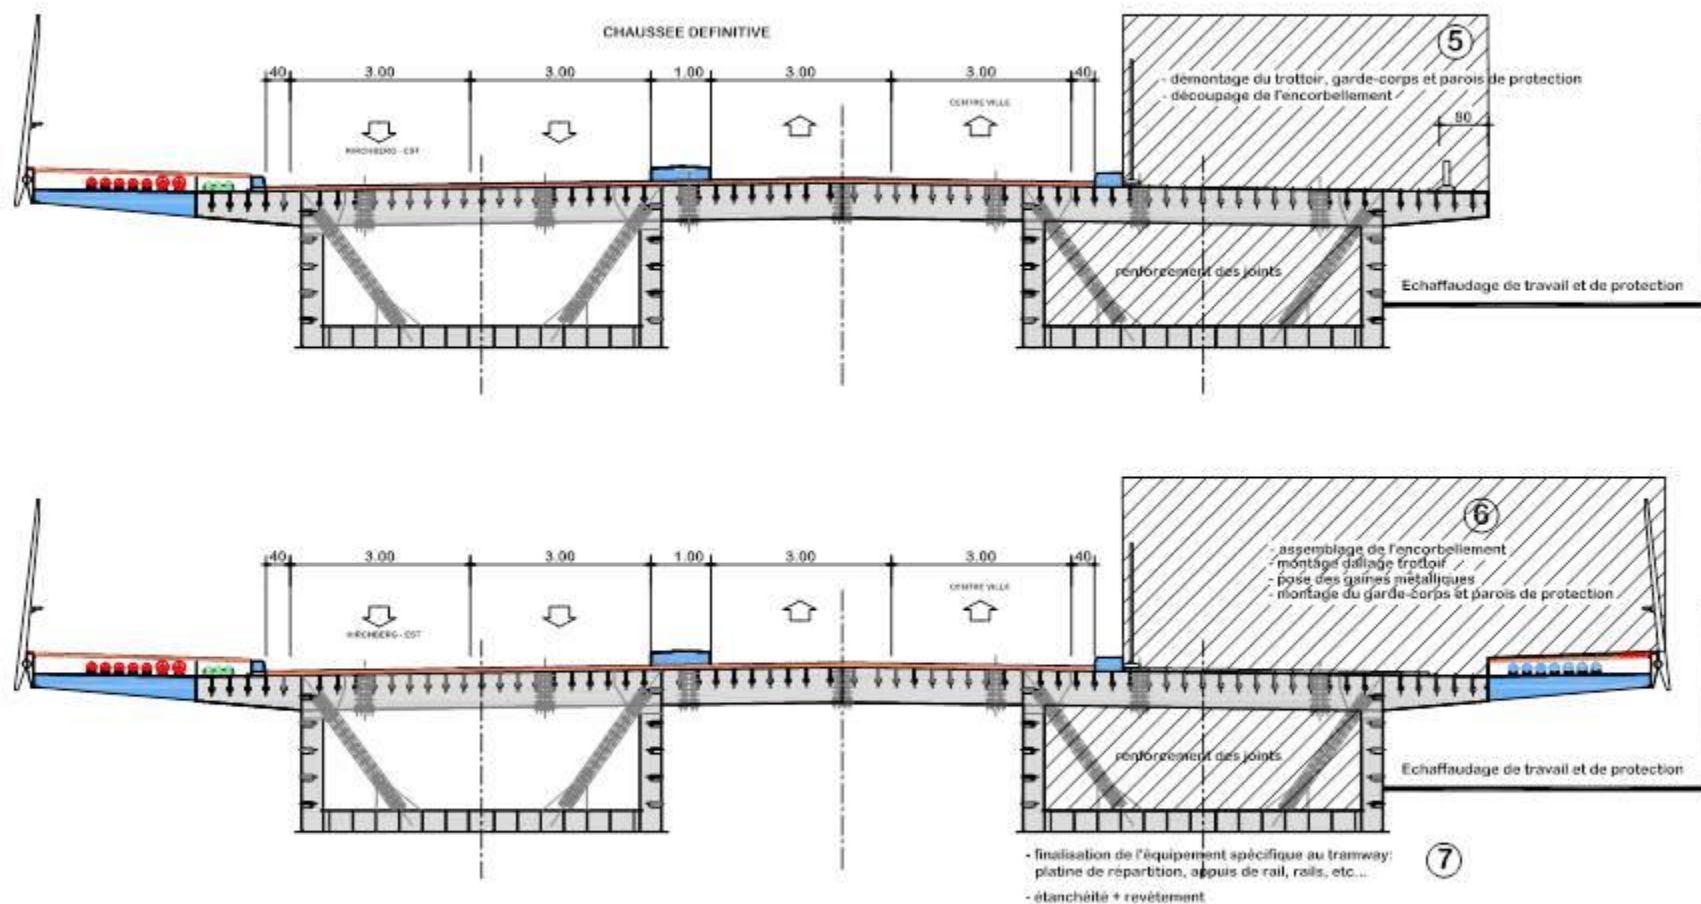 CHAUSSEE DEFINITIVE
5
40 3.00 3.00 1.00 3.00 3.00 40
- démontage du trottoir, garde-corps et parois de protection
- découpage de l'encorbellement
CENTRE VILLE
80
KIRCHBERG - EST
renforcement des joints
Echaffaudage de travail et de protection
6
40 3.00 3.00 1.00 3.00 3.00 40
- assemblage de l'encorbellement
- montage dallage trottoir
- pose des gaines métalliques
- montage du garde-corps et parois de protection
CENTRE VILLE
KIRCHBERG - EST
renforcement des joints
Echaffaudage de travail et de protection
7
- finalisation de l'équipement spécifique au tramway:
platine de répartition, appuis de rail, rails, etc...
- étanchéité + revêtement